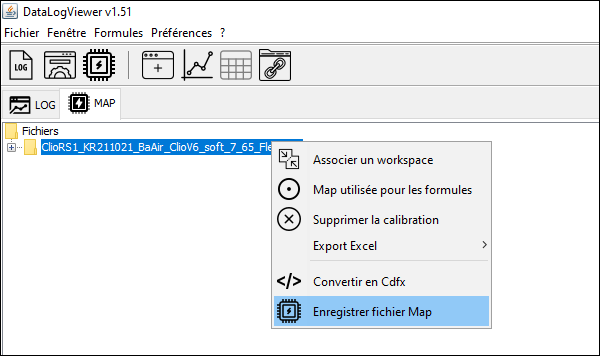 DataLogViewer v1.51
Fichier Fenêtre Formules Préférences ?
LOG
LOG MAP
Fichiers
ClioRS1_KR211021_BaAir_ClioV6_soft_7_65_Fle
Associer un workspace
Map utilisée pour les formules
Supprimer la calibration
Export Excel
</> Convertir en Cdfx
Enregistrer fichier Map